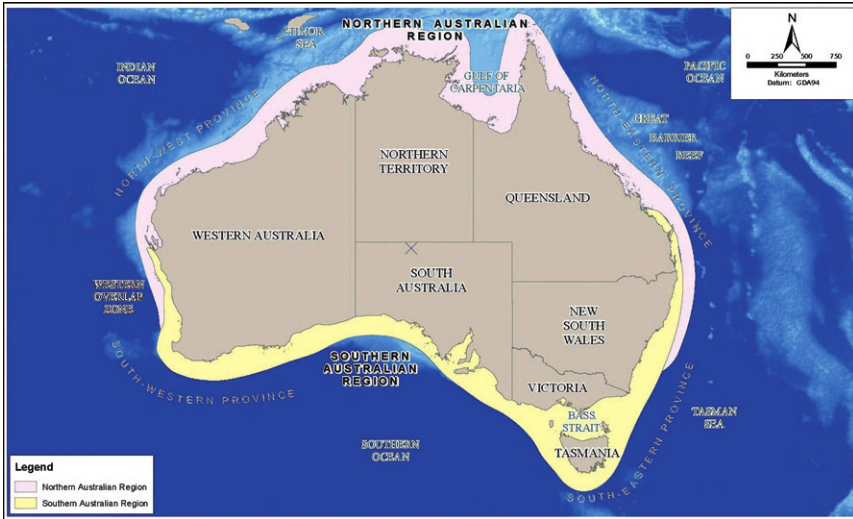 NORTHERN AUSTRALIAN
REGION
TIMOR
SEA
N
0
250
500
750
Kilometers
Datum: GDA94
INDIAN
OCEAN
PACIFIC
OCEAN
GULF OF
CARPENTARIA
NORTH-WEST PROVINCE
NORTH-EASTERN PROVINCE
GREAT
BARRIER
REEF
NORTHERN
TERRITORY
QUEENSLAND
WESTERN AUSTRALIA
SOUTH
AUSTRALIA
WESTERN
OVERLAP
ZONE
NEW
SOUTH
WALES
SOUTHERN
AUSTRALIAN
REGION
VICTORIA
SOUTH-WESTERN PROVINCE
BASS
STRAIT
TASMAN
SEA
SOUTHERN
OCEAN
TASMANIA
SOUTH-EASTERN PROVINCE
Legend
Northern Australian Region
Southern Australian Region